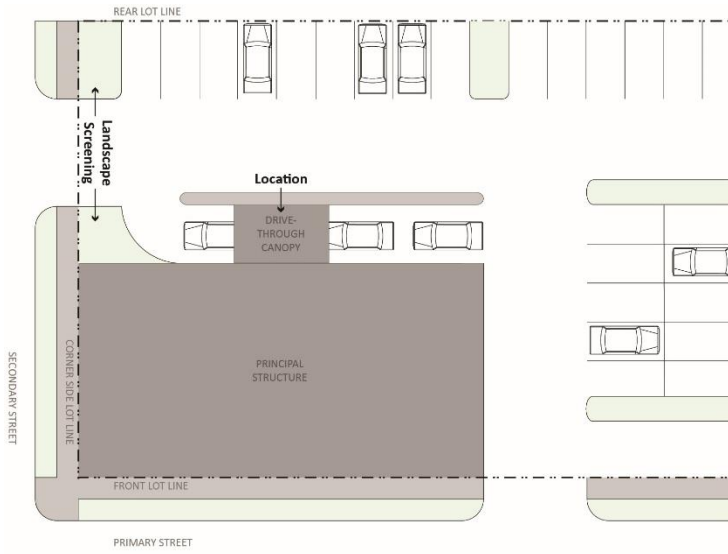 REAR LOT LINE
Landscape
Screening
Location
DRIVE-
THROUGH
CANOPY
PRINCIPAL
STRUCTURE
SECONDARY STREET
CORNER SIDE LOT LINE
FRONT LOT LINE
PRIMARY STREET